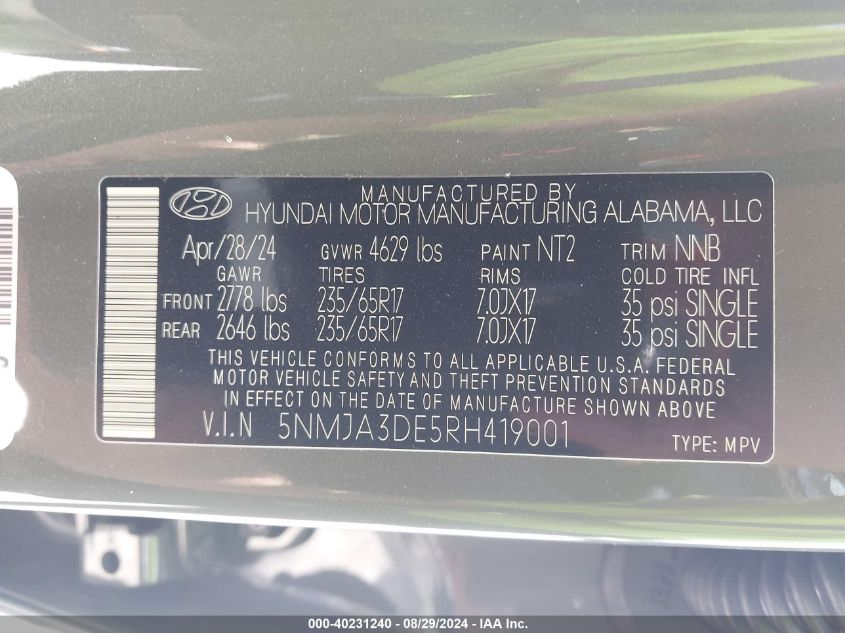 MANUFACTURED BY
HYUNDAI MOTOR MANUFACTURING ALABAMA, LLC
Apr/28/24 GVWR 4629 lbs PAINT NT2 TRIM NNB
GAWR TIRES RIMS COLD TIRE INFL
FRONT 2778 lbs 235/65R17 7.0JX17 35 psi SINGLE
REAR 2646 lbs 235/65R17 7.0JX17 35 psi SINGLE
THIS VEHICLE CONFORMS TO ALL APPLICABLE U.S.A. FEDERAL
MOTOR VEHICLE SAFETY AND THEFT PREVENTION STANDARDS
IN EFFECT ON THE DATE OF MANUFACTURE SHOWN ABOVE.
V.I.N 5NMJA3DE5RH419001 TYPE: MPV
000-40231240 - 08/29/2024 - IAA Inc.